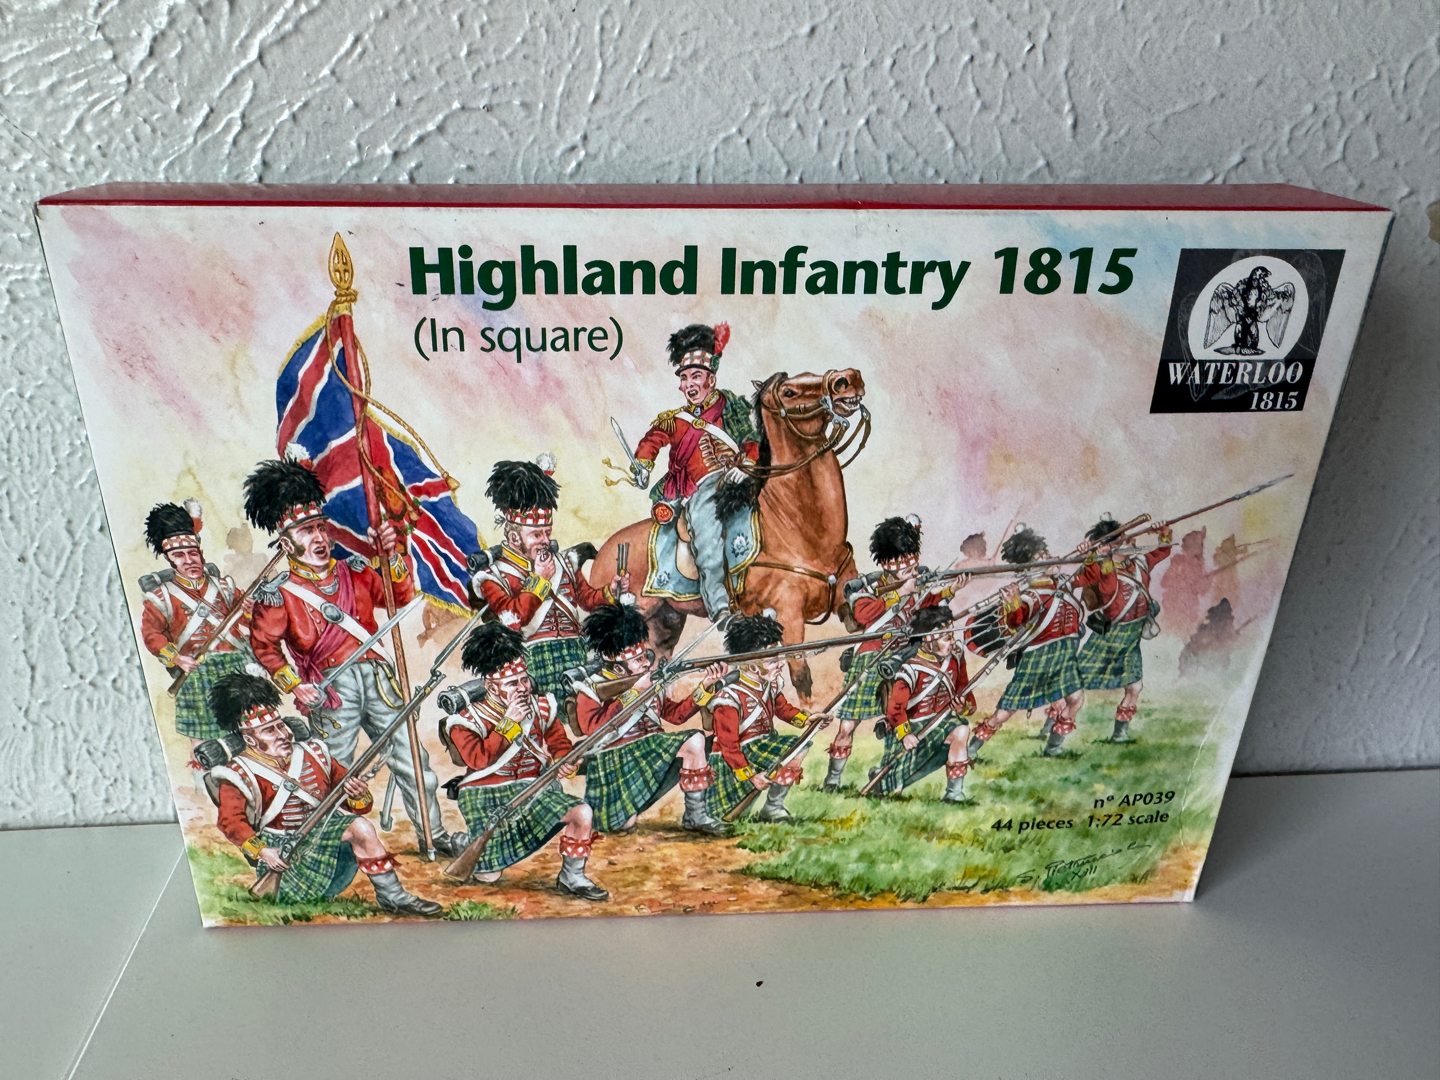 Highland Infantry 1815
(In square)
WATERLOO
1815
nº AP039
44 pieces 1:72 scale